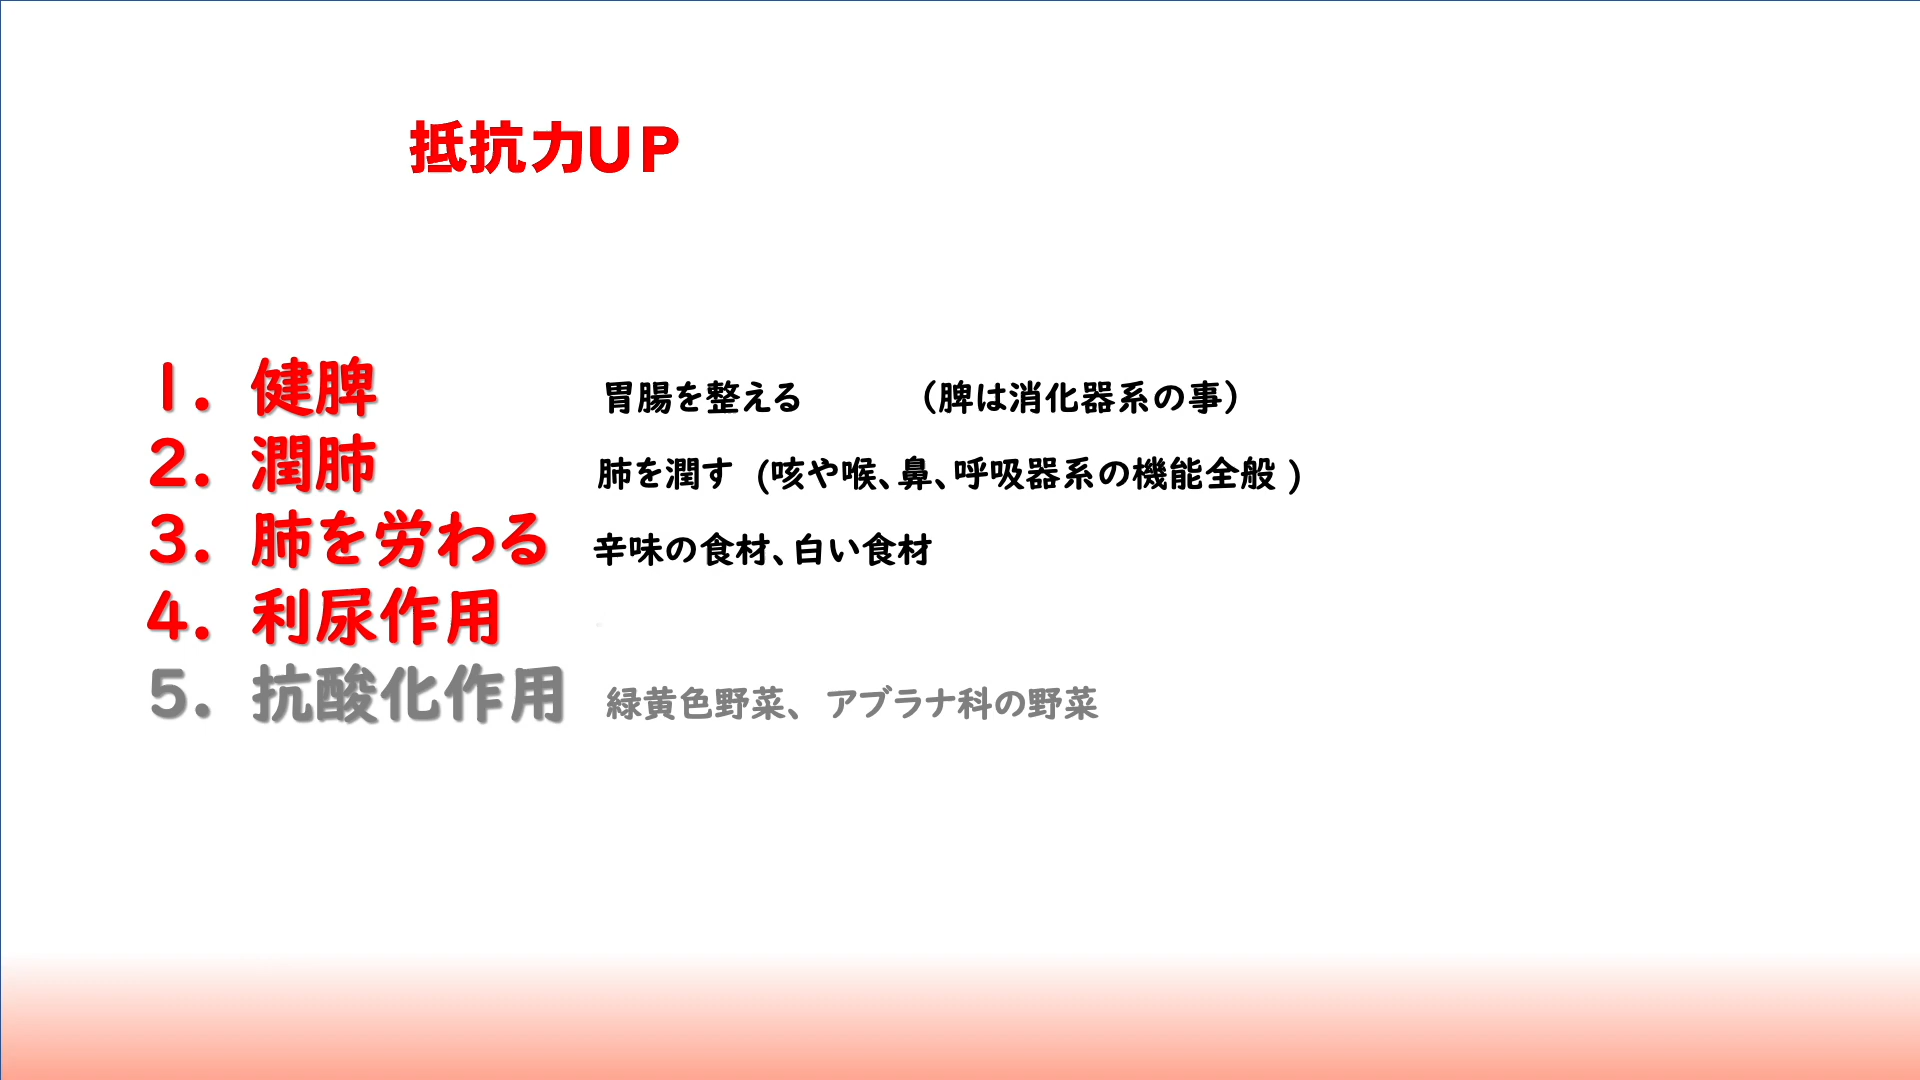 抵抗力UP
1. 健脾 胃腸を整える （脾は消化器系の事）
2. 潤肺 肺を潤す (咳や喉、鼻、呼吸器系の機能全般 )
3. 肺を労わる 辛味の食材、白い食材
4. 利尿作用
5. 抗酸化作用 緑黄色野菜、アブラナ科の野菜